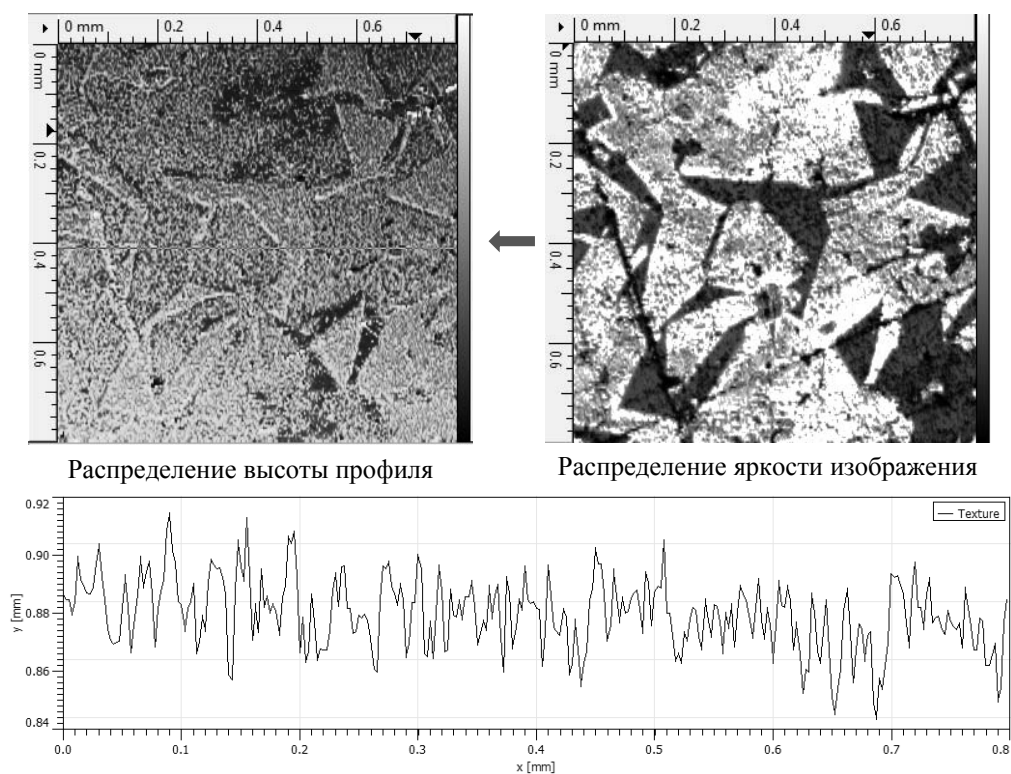 0 mm 0.2 0.4 0.6
0 mm 0.2 0.4 0.6
0 mm
0.2
0.4
0.6
0 mm
0.2
0.4
0.6
Распределение высоты профиля
Распределение яркости изображения
0.92
0.90
0.88
0.86
0.84
y [mm]
Texture
0.0 0.1 0.2 0.3 0.4 0.5 0.6 0.7 0.8
x [mm]